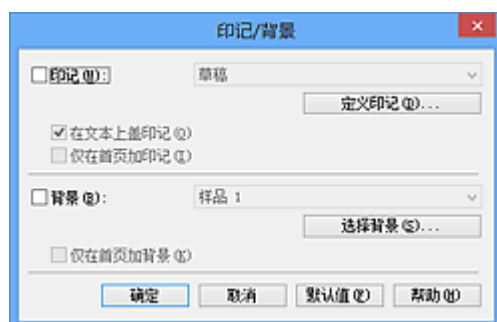 印记/背景
印记(W): 草稿
定义印记(D)...
在文本上盖印记(O)
仅在首页加印记(T)
背景(B): 样品 1
选择背景(S)...
仅在首页加背景(K)
确定 取消 默认值(F) 帮助(H)